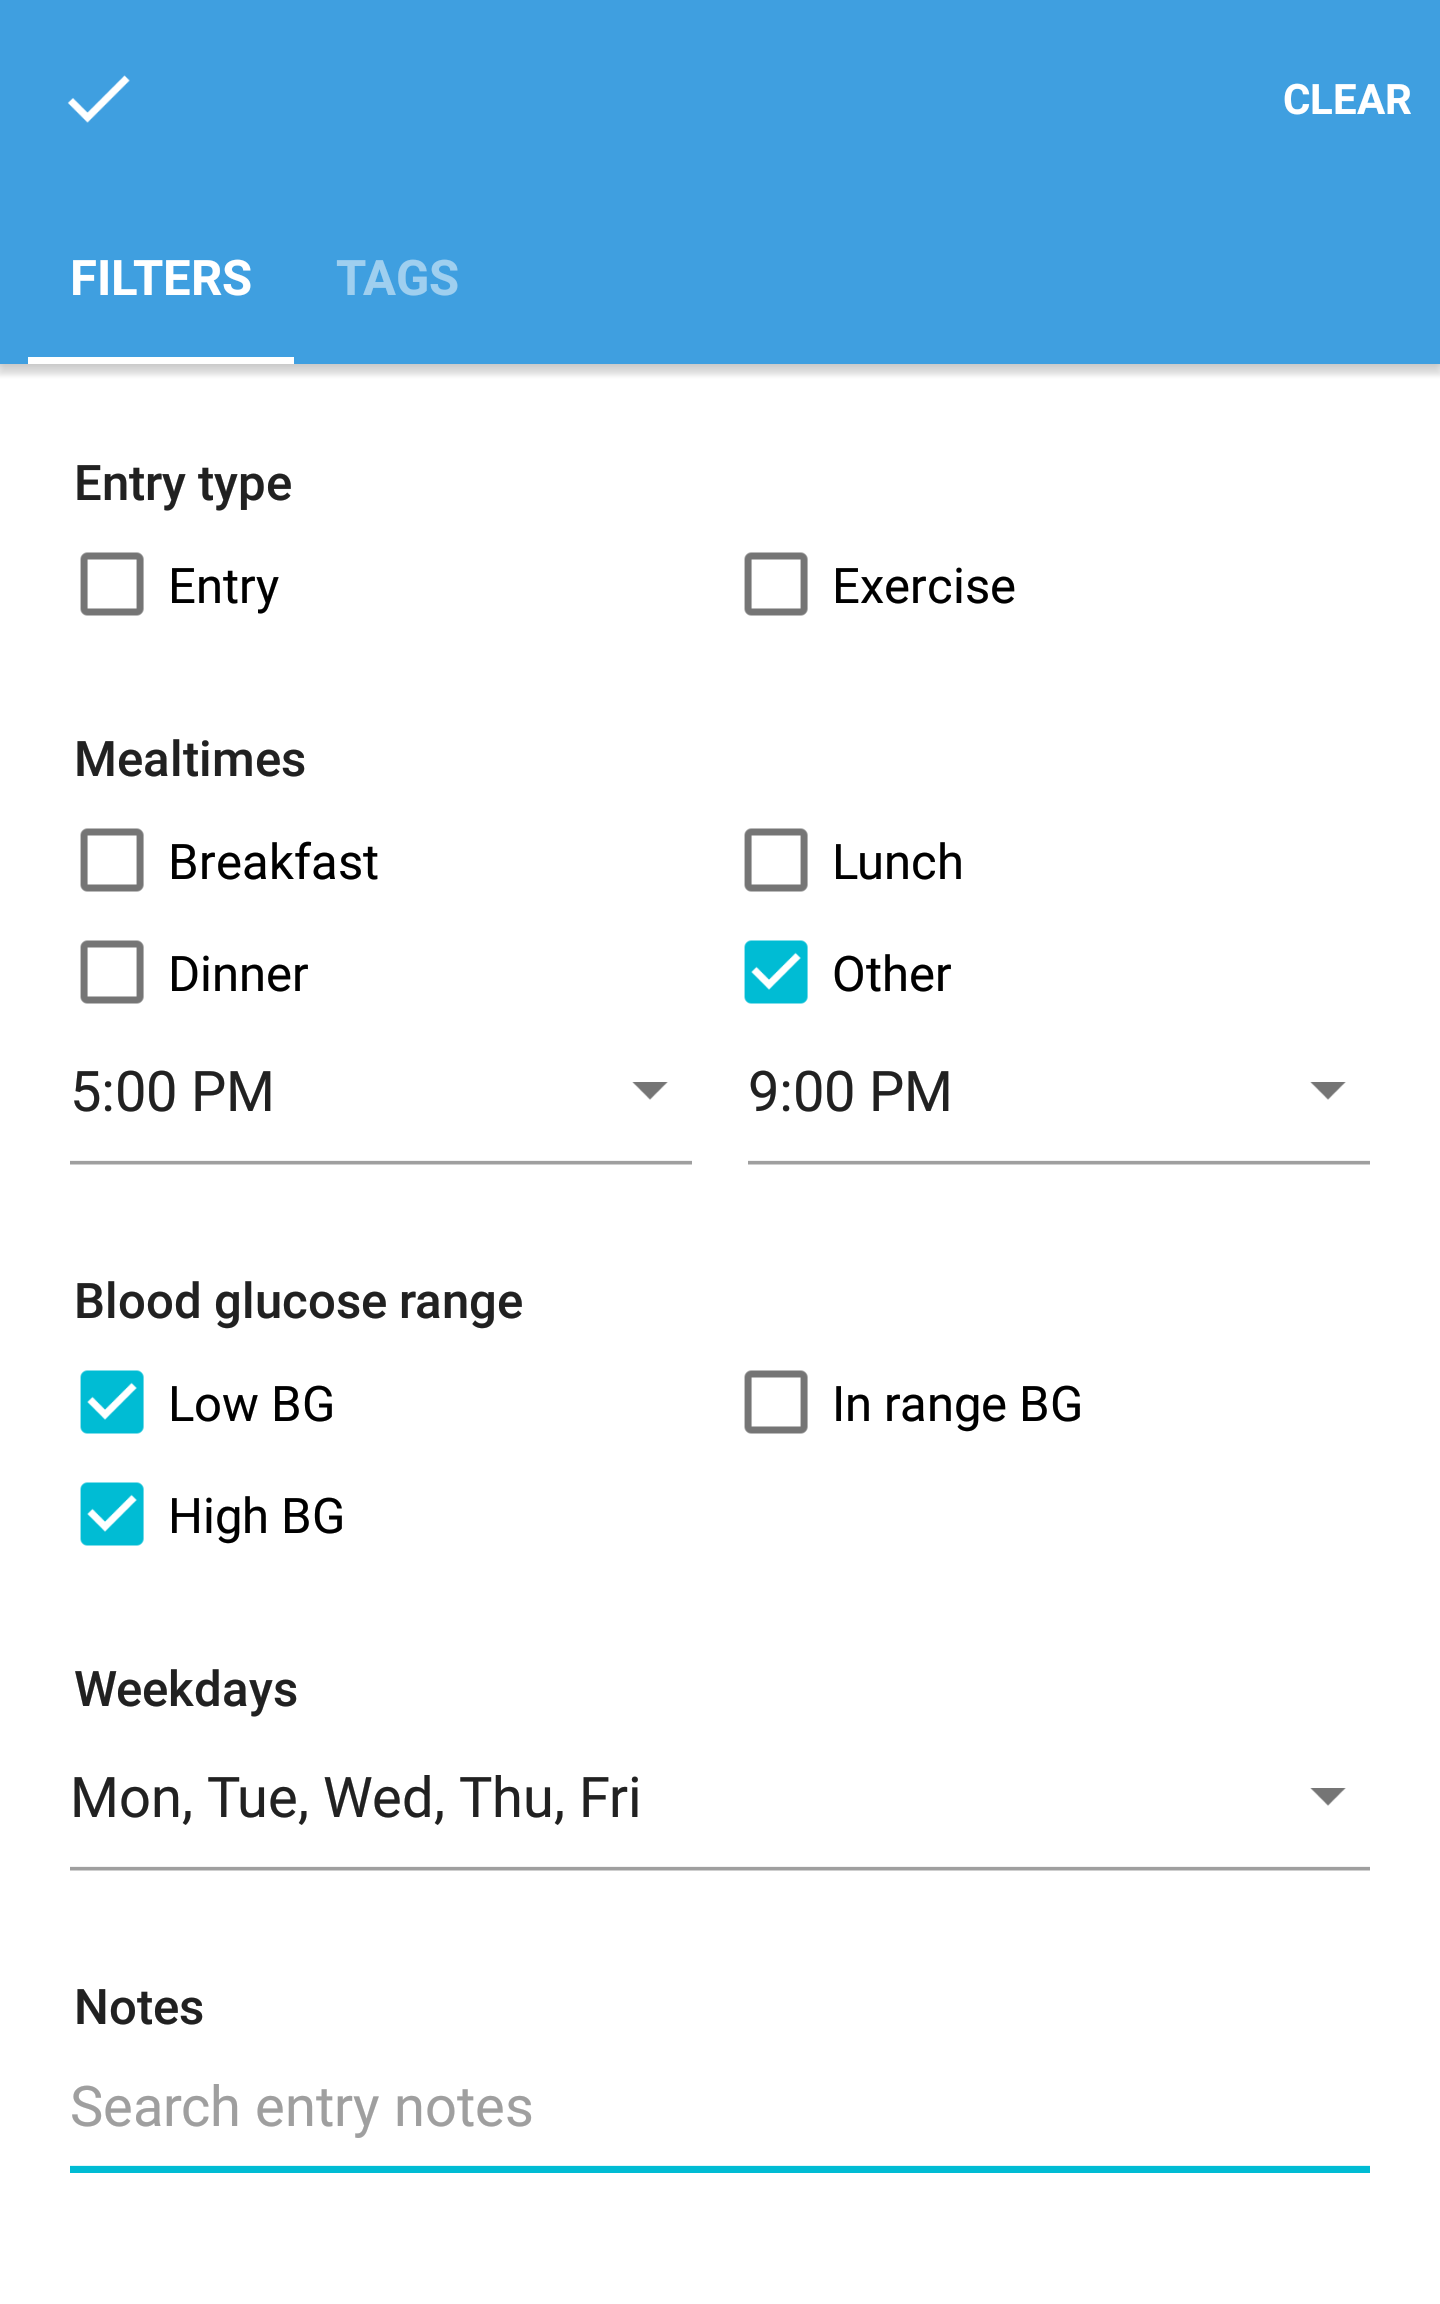 CLEAR
FILTERS TAGS
Entry type
Entry Exercise
Mealtimes
Breakfast Lunch
Dinner Other
5:00 PM 9:00 PM
Blood glucose range
Low BG In range BG
High BG
Weekdays
Mon, Tue, Wed, Thu, Fri
Notes
Search entry notes